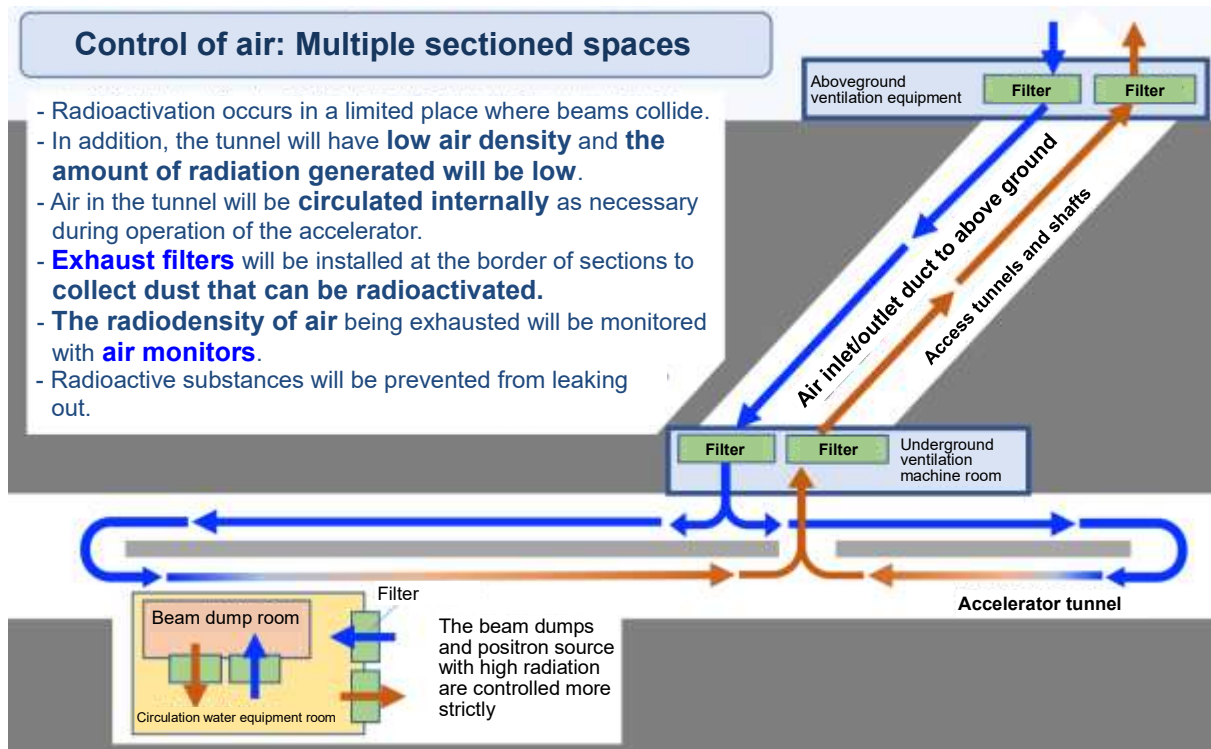 Control of air: Multiple sectioned spaces
- Radioactivation occurs in a limited place where beams collide.
- In addition, the tunnel will have low air density and the
amount of radiation generated will be low.
- Air in the tunnel will be circulated internally as necessary
during operation of the accelerator.
- Exhaust filters will be installed at the border of sections to
collect dust that can be radioactivated.
- The radiodensity of air being exhausted will be monitored
with air monitors.
- Radioactive substances will be prevented from leaking
out.
Aboveground
ventilation equipment
Filter
Filter
Air inlet/outlet duct to above ground
Access tunnels and shafts
Filter
Filter
Underground
ventilation
machine room
Accelerator tunnel
Filter
Beam dump room
Circulation water equipment room
The beam dumps
and positron source
with high radiation
are controlled more
strictly